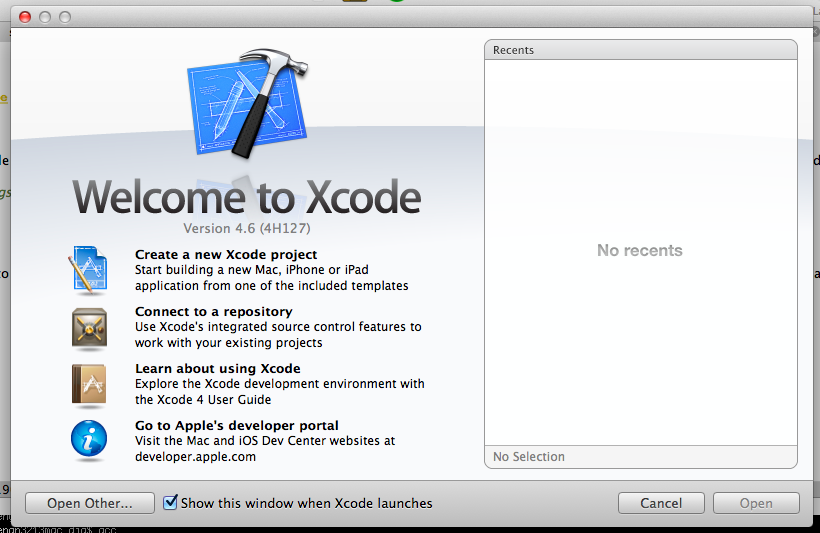 Recents
Welcome to Xcode
Version 4.6 (4H127)
Create a new Xcode project
Start building a new Mac, iPhone or iPad
application from one of the included templates
Connect to a repository
Use Xcode's integrated source control features to
work with your existing projects
Learn about using Xcode
Explore the Xcode development environment with
the Xcode 4 User Guide
Go to Apple's developer portal
Visit the Mac and iOS Dev Center websites at
developer.apple.com
No recents
No Selection
Open Other...
Show this window when Xcode launches
Cancel
Open